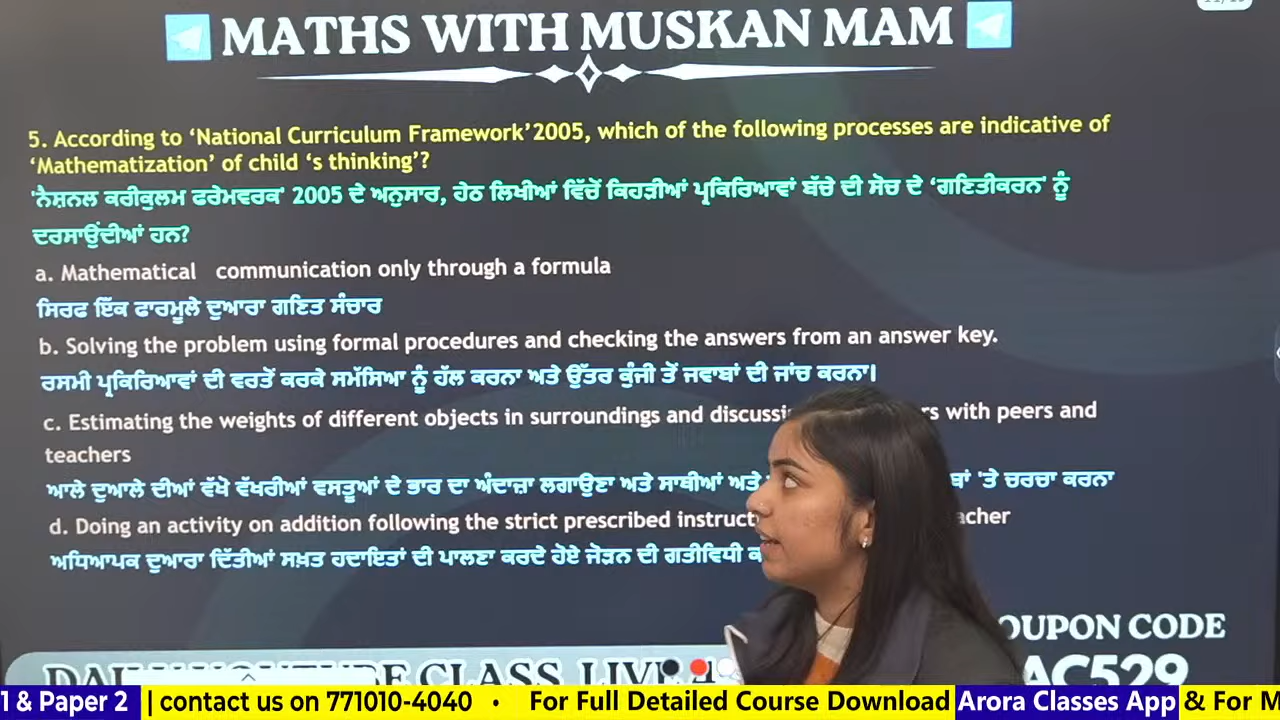 MATHS WITH MUSKAN MAM
5. According to ‘National Curriculum Framework’2005, which of the following processes are indicative of
‘Mathematization’ of child ‘s thinking’?
'ਨੈਸ਼ਨਲ ਕਰੀਕੁਲਮ ਫਰੇਮਵਰਕ' 2005 ਦੇ ਅਨੁਸਾਰ, ਹੇਠ ਲਿਖੀਆਂ ਵਿੱਚੋਂ ਕਿਹੜੀਆਂ ਪ੍ਰਕਿਰਿਆਵਾਂ ਬੱਚੇ ਦੀ ਸੋਚ ਦੇ ‘ਗਣਿਤੀਕਰਨ' ਨੂੰ
ਦਰਸਾਉਂਦੀਆਂ ਹਨ?
a. Mathematical communication only through a formula
ਸਿਰਫ ਇੱਕ ਫਾਰਮੂਲੇ ਦੁਆਰਾ ਗਣਿਤ ਸੰਚਾਰ
b. Solving the problem using formal procedures and checking the answers from an answer key.
ਰਸਮੀ ਪ੍ਰਕਿਰਿਆਵਾਂ ਦੀ ਵਰਤੋਂ ਕਰਕੇ ਸਮੱਸਿਆ ਨੂੰ ਹੱਲ ਕਰਨਾ ਅਤੇ ਉੱਤਰ ਕੁੰਜੀ ਤੋਂ ਜਵਾਬਾਂ ਦੀ ਜਾਂਚ ਕਰਨਾ।
c. Estimating the weights of different objects in surroundings and with peers and
teachers
ਆਲੇ ਦੁਆਲੇ ਦੀਆਂ ਵੱਖੋ ਵੱਖਰੀਆਂ ਵਸਤੂਆਂ ਦੇ ਭਾਰ ਦਾ ਅੰਦਾਜ਼ਾ ਲਗਾਉਣਾ ਅਤੇ ਸਾਥੀਆਂ ਅਤੇ 'ਤੇ ਚਰਚਾ ਕਰਨਾ
d. Doing an activity on addition following the strict prescribed
ਅਧਿਆਪਕ ਦੁਆਰਾ ਦਿੱਤੀਆਂ ਸਖ਼ਤ ਹਦਾਇਤਾਂ ਦੀ ਪਾਲਣਾ ਕਰਦੇ ਹੋਏ ਜੋੜਨ ਦੀ ਗਤੀਵਿਧੀ
CODE
CLASS LIVE
1 & Paper 2 | contact us on 771010-4040 • For Full Detailed Course Download Arora Classes App & For